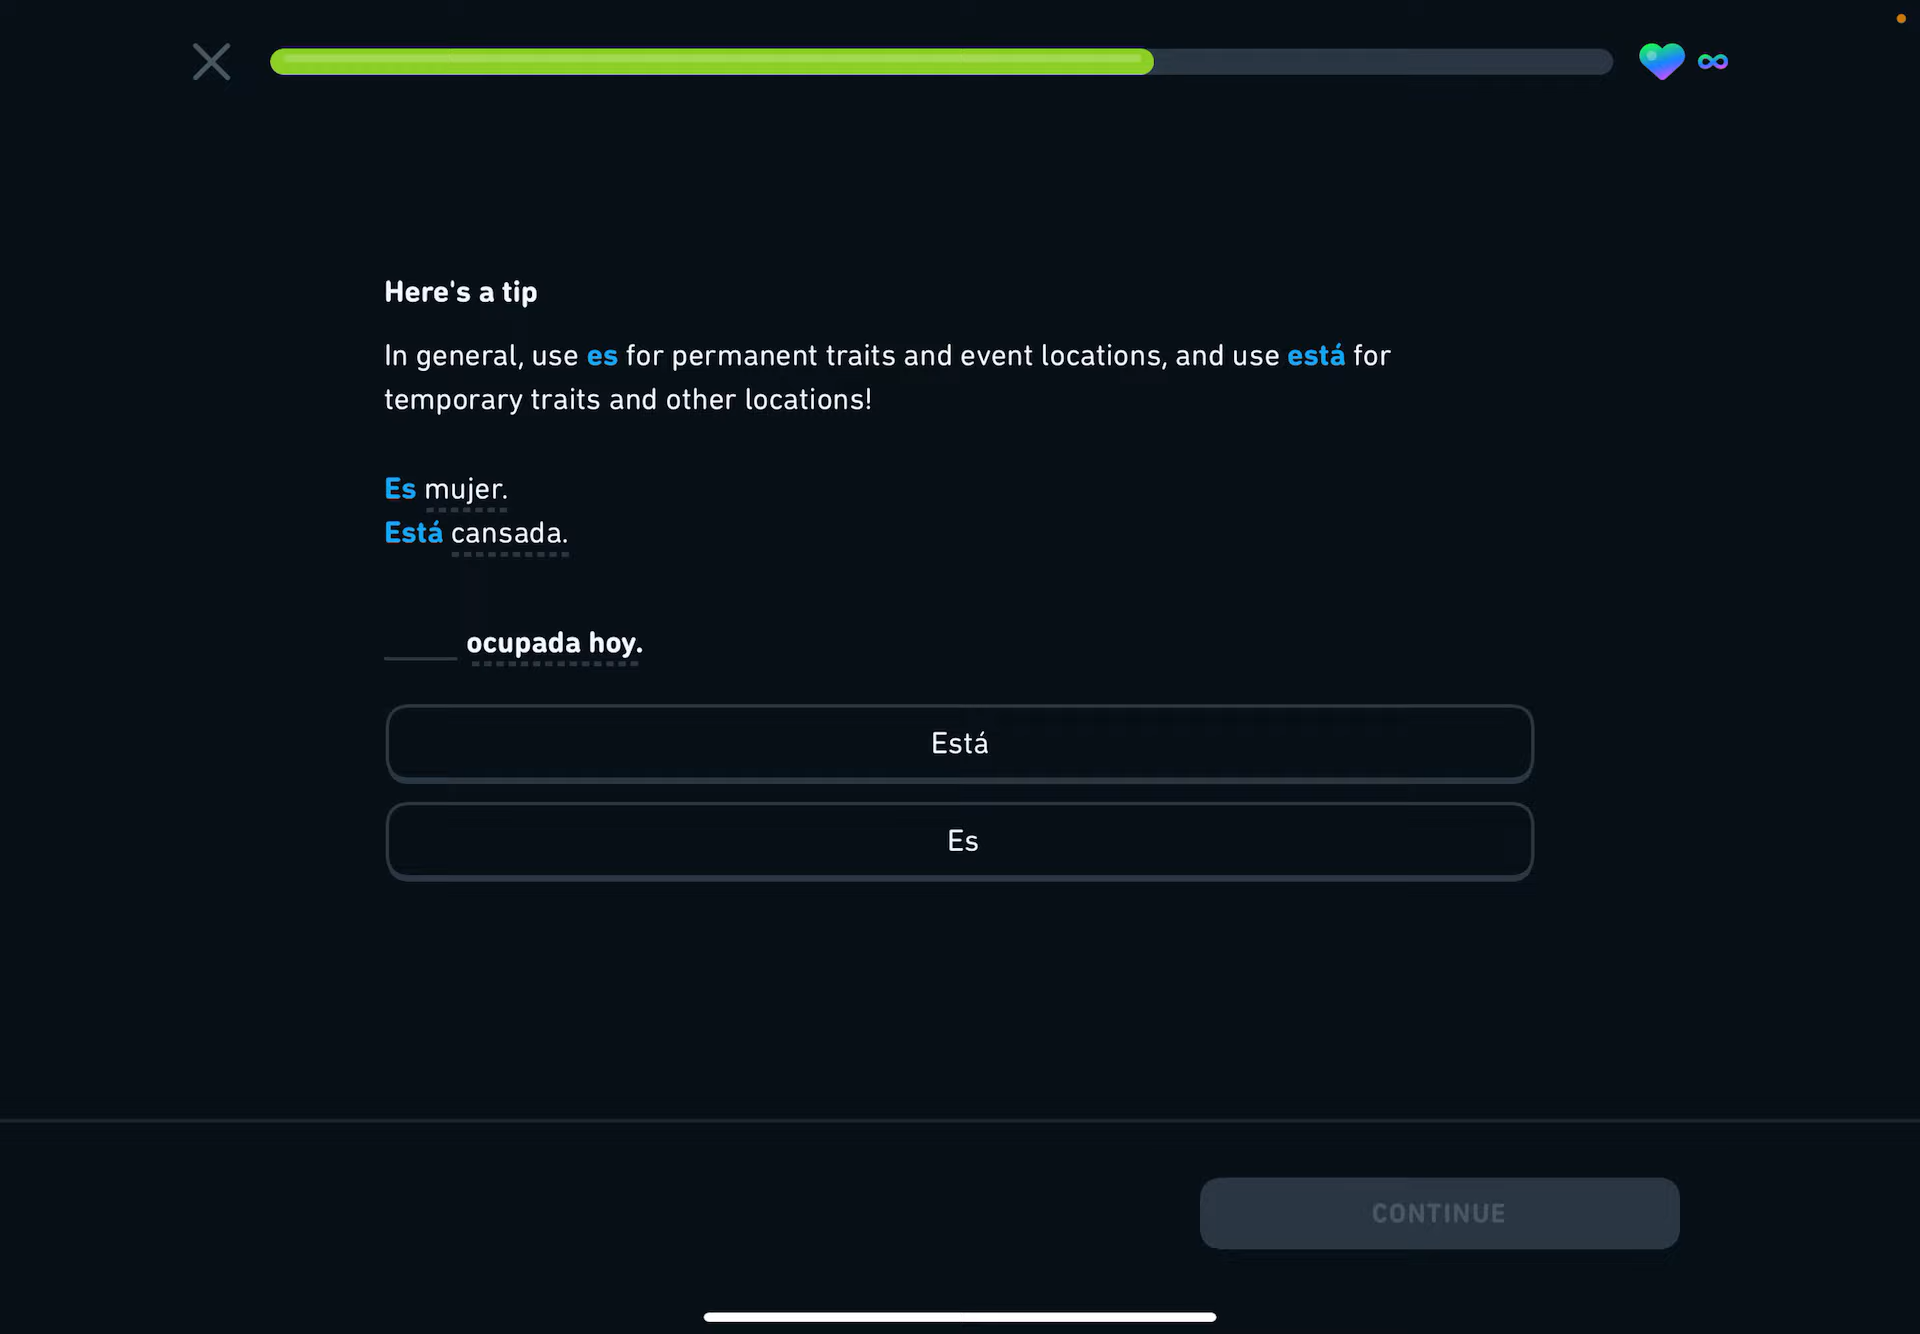 Here's a tip
In general, use es for permanent traits and event locations, and use está for
temporary traits and other locations!
Es mujer.
Está cansada.
____ ocupada hoy.
Está
Es
CONTINUE